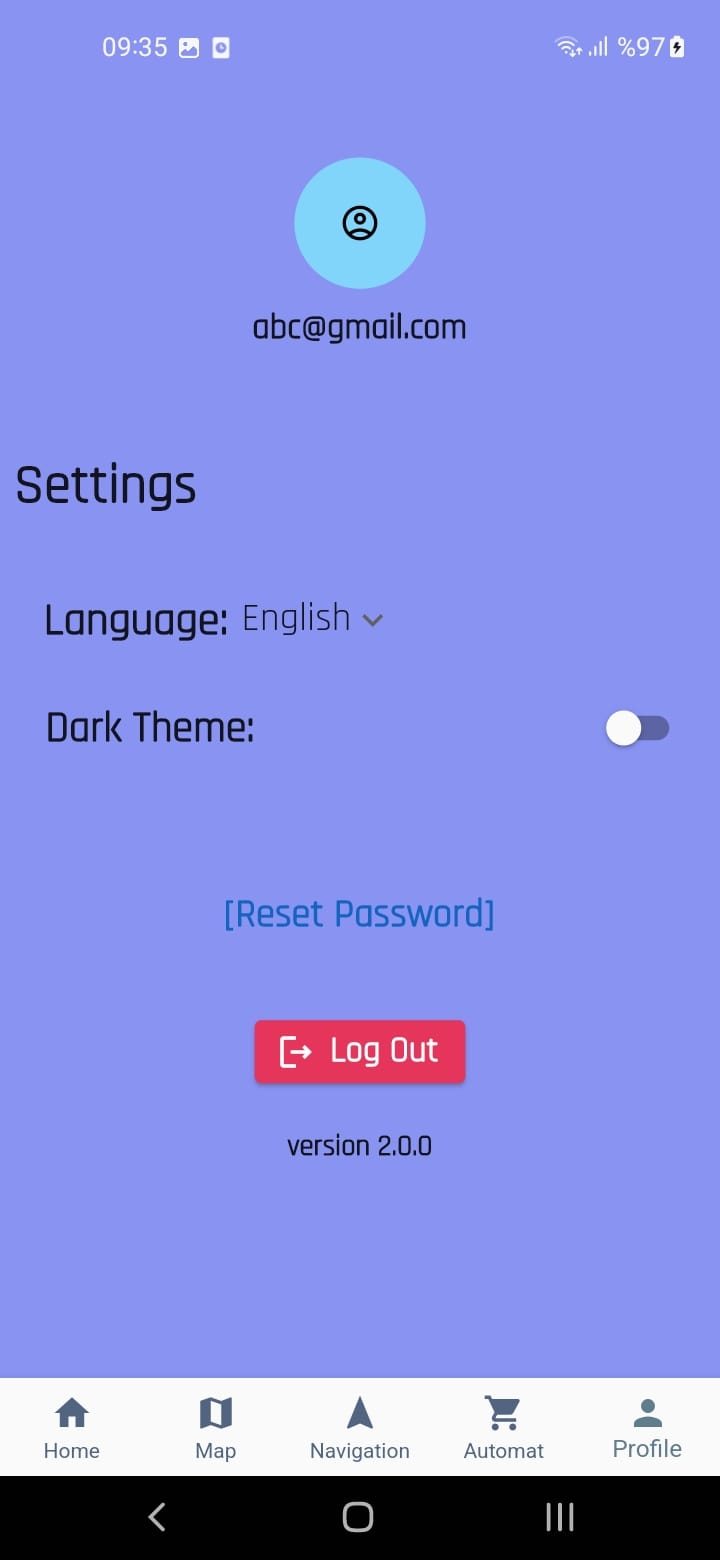 09:35 %97
abc@gmail.com
Settings
Language: English
Dark Theme:
[Reset Password]
Log Out
version 2.0.0
Home Map Navigation Automat Profile